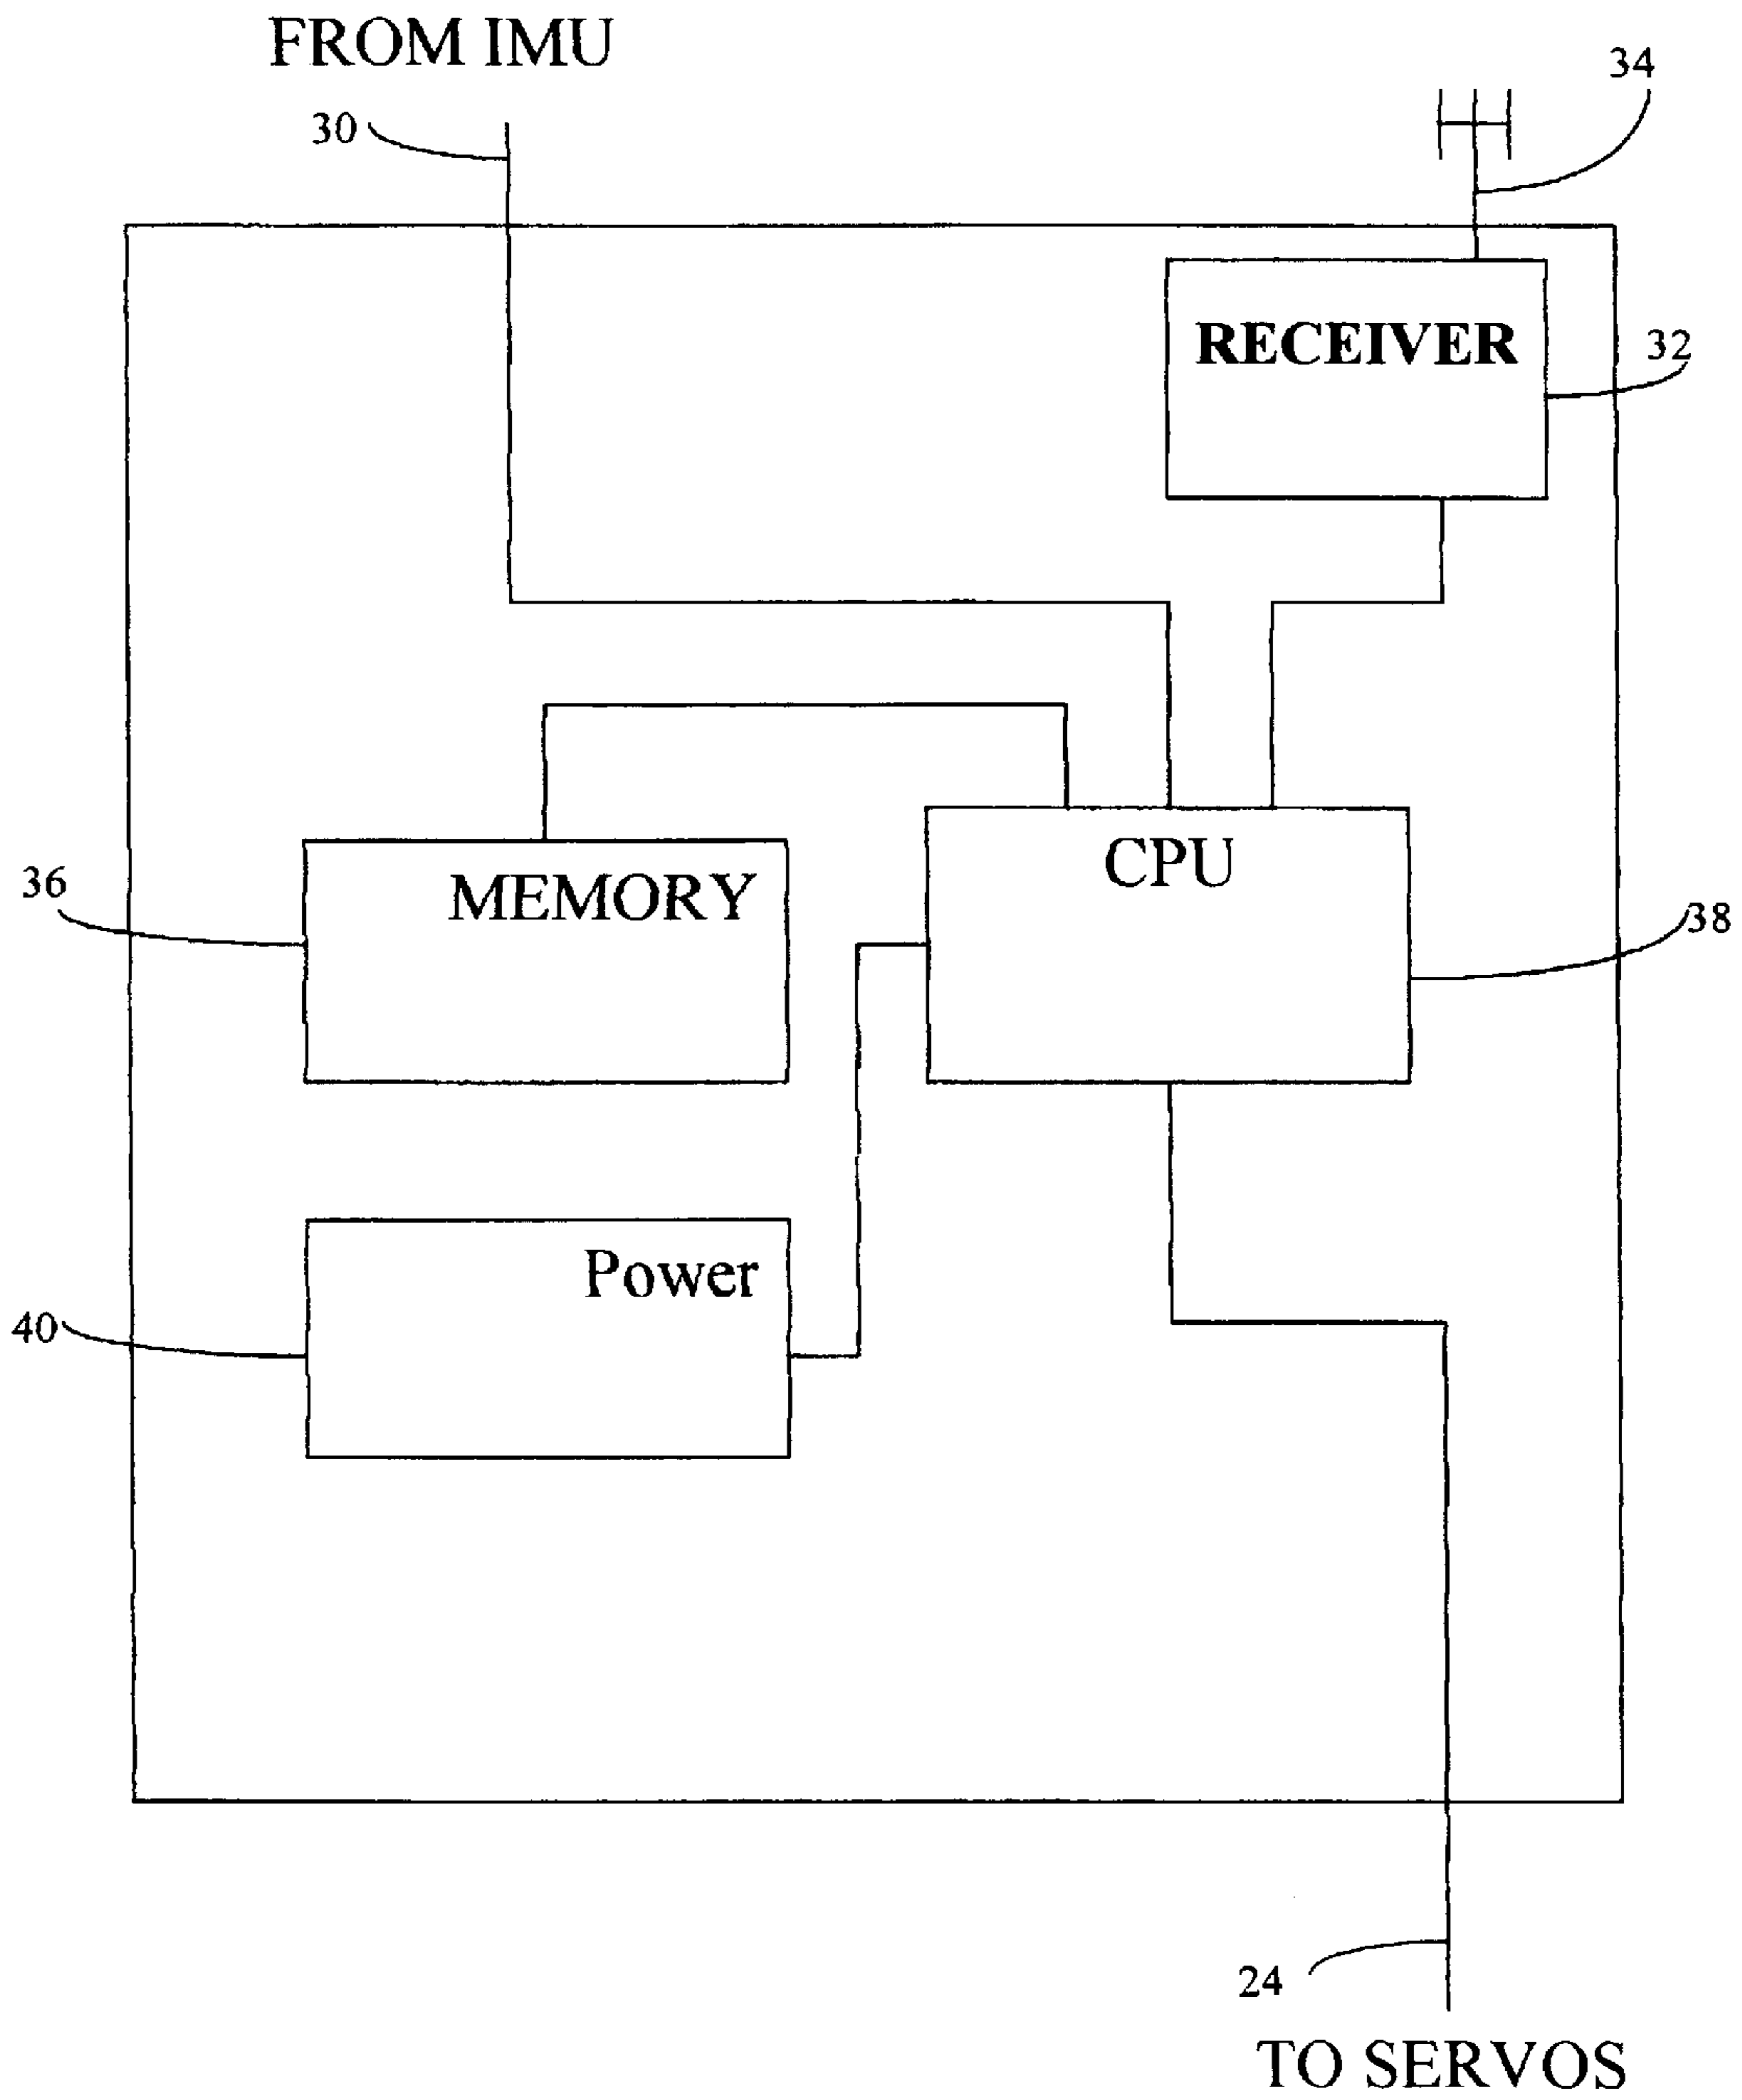 FROM IMU
34
30
RECEIVER
32
CPU
MEMORY
36
38
Power
40
24
TO SERVOS